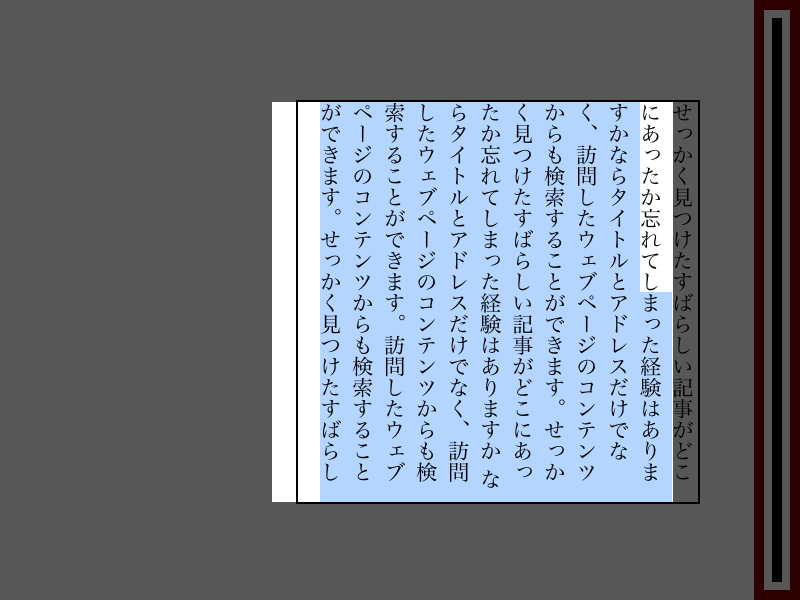 せっかく見つけたすばらしい記事がどこ
にあったか忘れてしまった経験はありま
すかならタイトルとアドレスだけでな
く、訪問したウェブページのコンテンツ
からも検索することができます。せっか
く見つけたすばらしい記事がどこにあっ
たか忘れてしまった経験はありますかな
らタイトルとアドレスだけでなく、訪問
したウェブページのコンテンツからも検
索することができます。訪問したウェブ
ページのコンテンツからも検索すること
ができます。せっかく見つけたすばらし